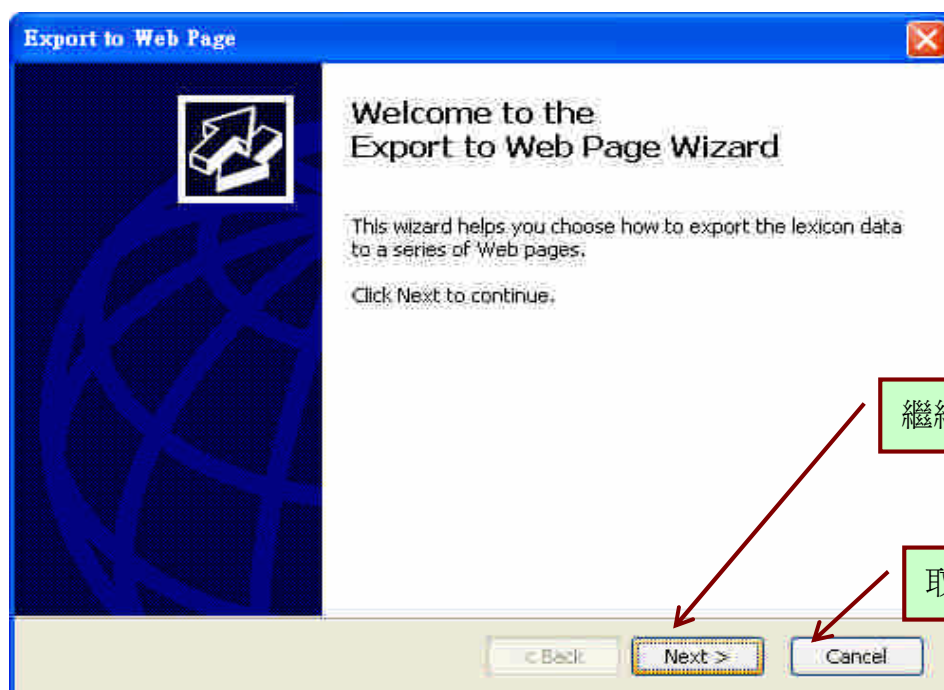 Export to Web Page
Welcome to the
Export to Web Page Wizard
This wizard helps you choose how to export the lexicon data
to a series of Web pages.
Click Next to continue.
繼
< Back
Next >
Cancel